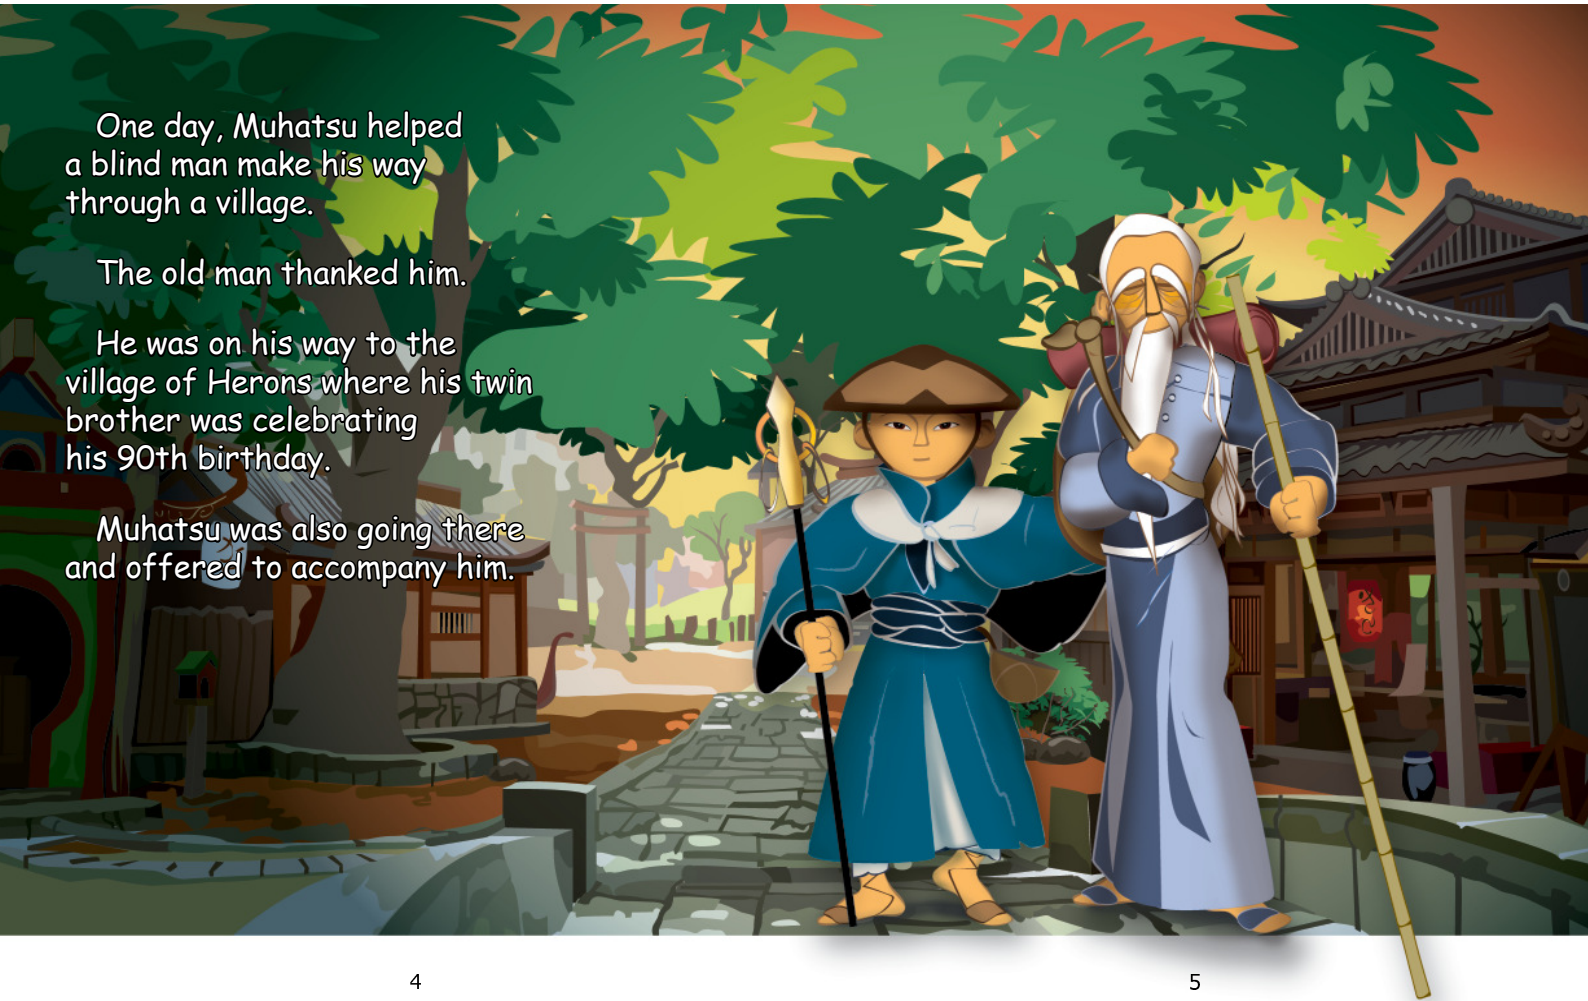 One day, Muhatsu helped
a blind man make his way
through a village.
The old man thanked him.
He was on his way to the
village of Herons where his twin
brother was celebrating
his 90th birthday.
Muhatsu was also going there
and offered to accompany him.
4
5